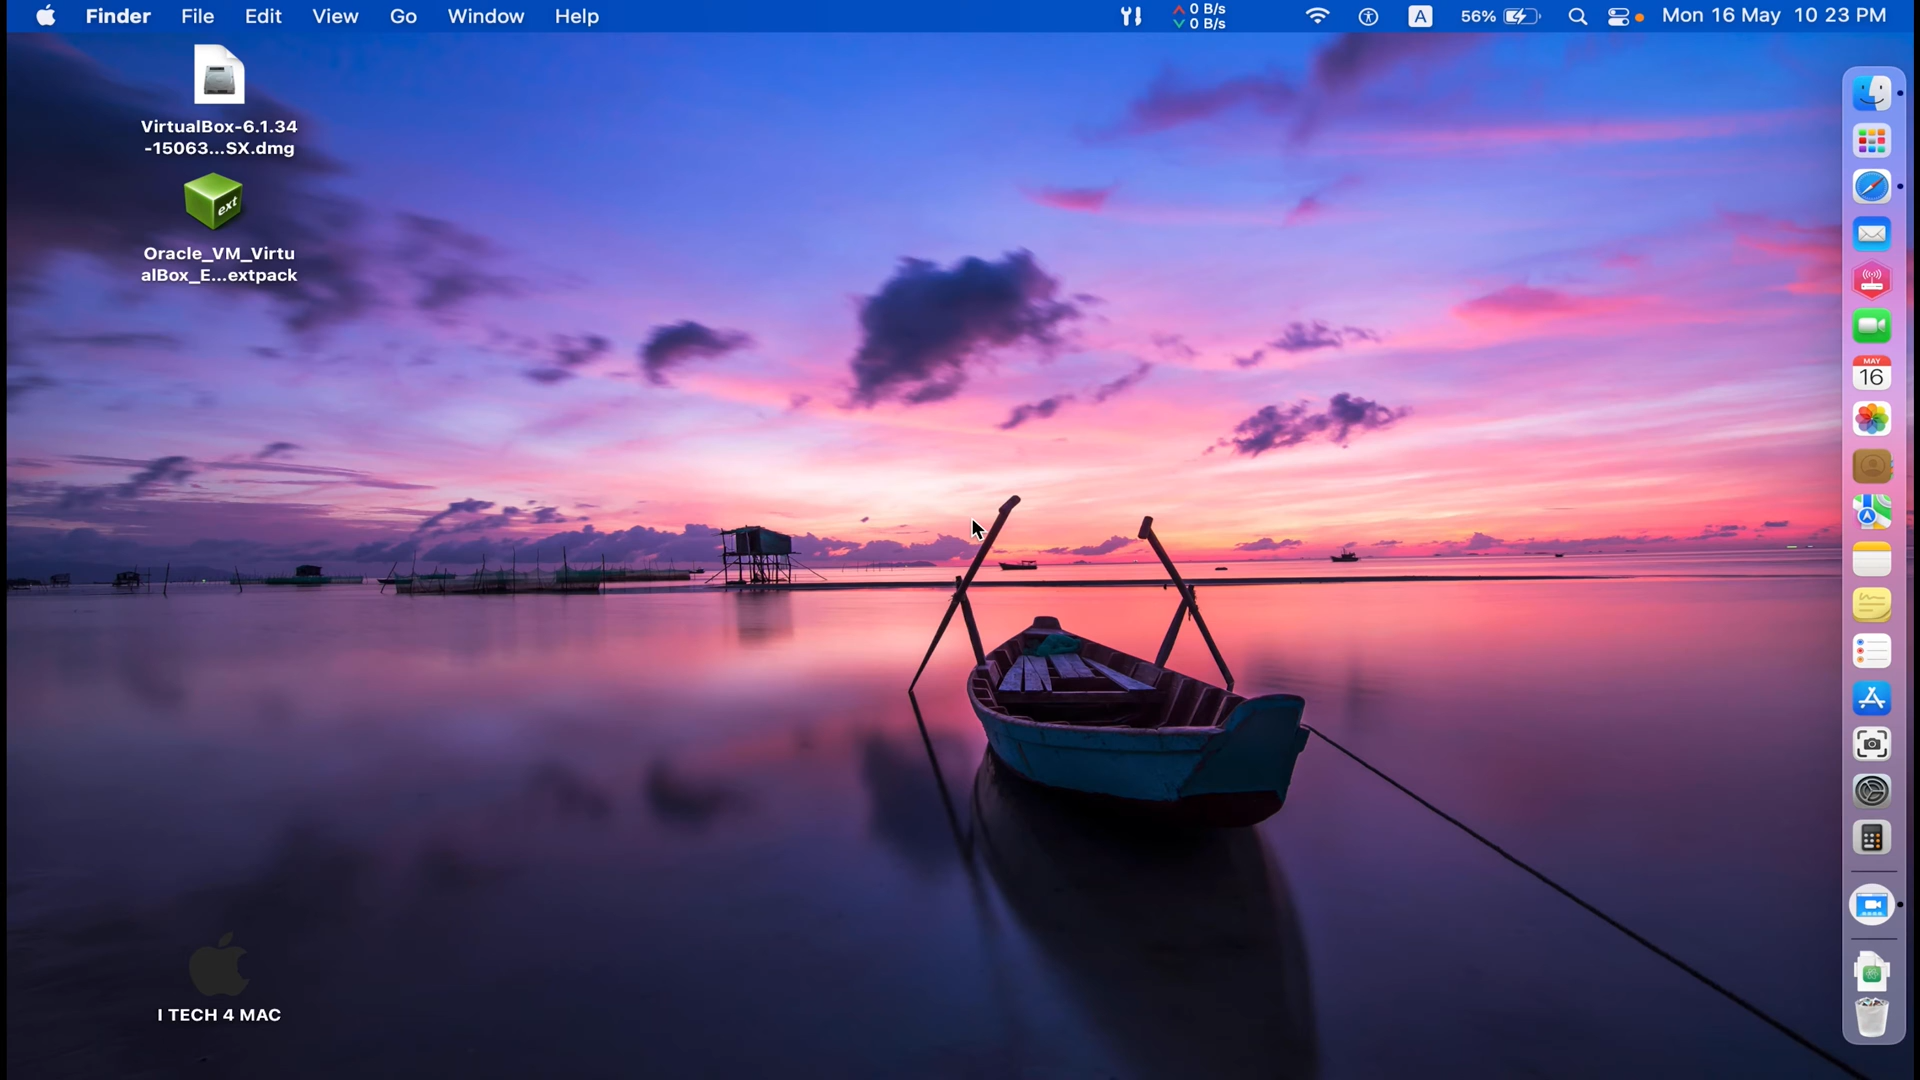 Finder File Edit View Go Window Help 0 B/s A 56% Mon 16 May 10 23 PM
0 B/s
VirtualBox-6.1.34
-15063...SX.dmg
ext
Oracle_VM_Virtu
alBox_E...extpack
MAY
16
I TECH 4 MAC